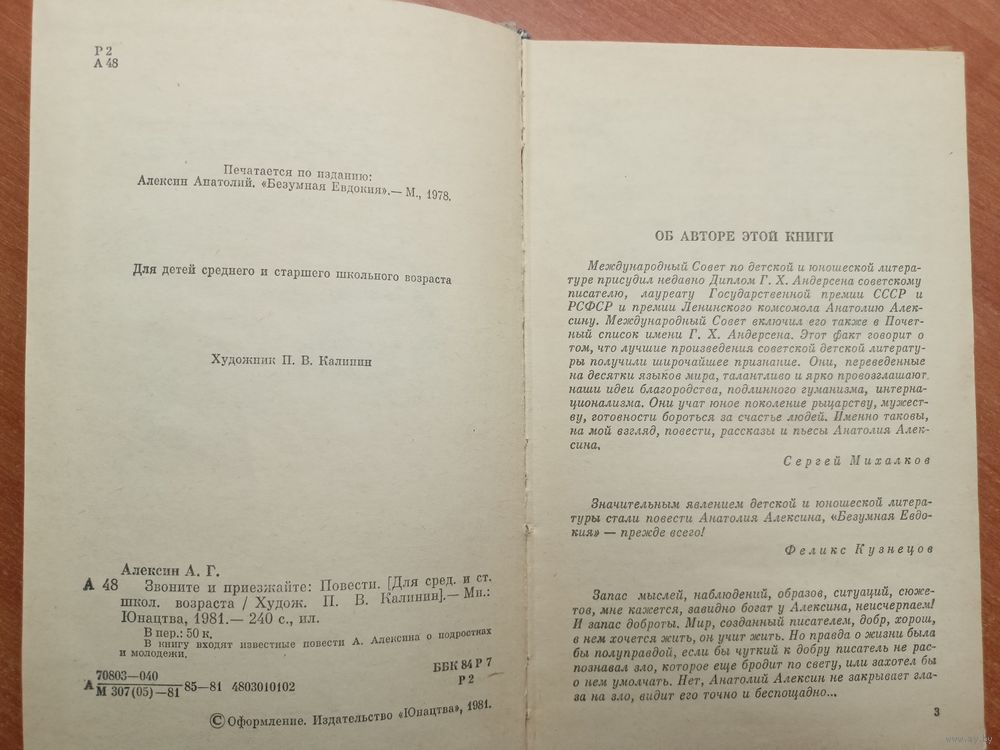 Р 2
А 48
Печатается по изданию:
Алексин Анатолий. «Безумная Евдокия».— М., 1978.
Для детей среднего и старшего школьного возраста
Художник П. В. Калинин
Алексин А. Г.
А 48 Звоните и приезжайте: Повести. [Для сред. и ст.
школ. возраста / Худож. П. В. Калинин].— Мн.:
Юнацтва, 1981.— 240 с., ил.
В пер.: 50 к.
В книгу входят известные повести А. Алексина о подростках
и молодежи.
А 70803—040
М 307(05)—81 85—81 4803010102
ББК 84 Р 7
Р 2
© Оформление. Издательство «Юнацтва», 1981.
ОБ АВТОРЕ ЭТОЙ КНИГИ
Международный Совет по детской и юношеской литера-
туре присудил недавно Диплом Г. Х. Андерсена советскому
писателю, лауреату Государственной премии СССР и
РСФСР и премии Ленинского комсомола Анатолию Алек-
сину. Международный Совет включил его также в Почет-
ный список имени Г. Х. Андерсена. Этот факт говорит о
том, что лучшие произведения советской детской литерату-
ры получили широчайшее признание. Они, переведенные
на десятки языков мира, талантливо и ярко провозглашают
наши идеи благородства, подлинного гуманизма, интерна-
ционализма. Они учат юное поколение рыцарству, мужест-
ву, готовности бороться за счастье людей. Именно таковы,
на мой взгляд, повести, рассказы и пьесы Анатолия Алек-
сина.
Сергей Михалков
Значительным явлением детской и юношеской литера-
туры стали повести Анатолия Алексина, «Безумная Евдо-
кия» — прежде всего!
Феликс Кузнецов
Запас мыслей, наблюдений, образов, ситуаций, сюже-
тов, мне кажется, завидно богат у Алексина, неисчерпаем!
И запас доброты. Мир, созданный писателем, добр, хорош,
в нем хочется жить, он учит жить. Но правда о жизни была
бы полуправдой, если бы чуткий к добру писатель не рас-
познавал зло, которое еще бродит по свету, или захотел бы
о нем умолчать. Нет, Анатолий Алексин не закрывает гла-
за на зло, видит его точно и беспощадно...
3
www.ay.by